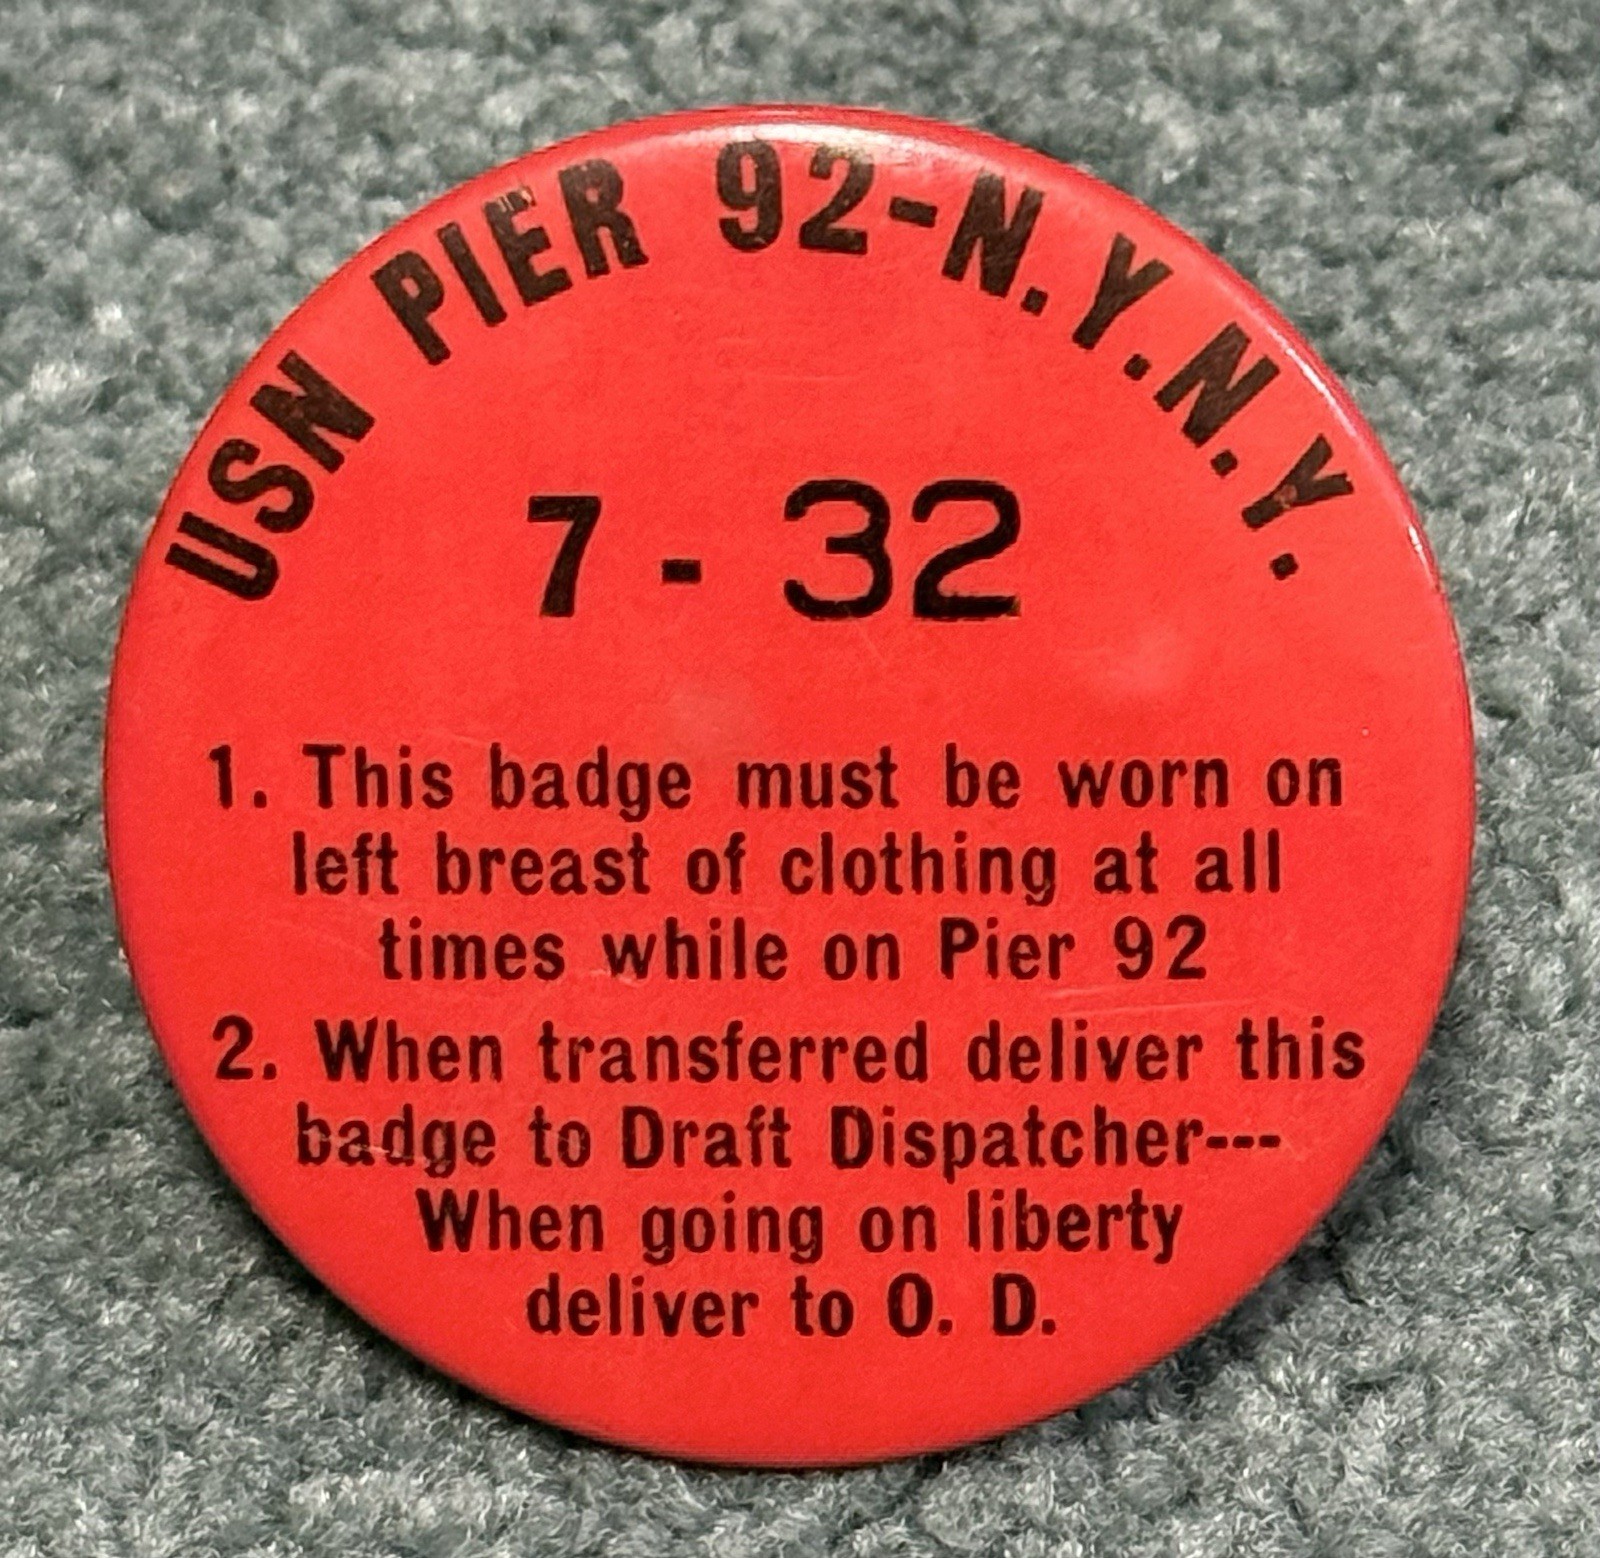 USN PIER 92-N.Y.N.Y.
7 - 32
1. This badge must be worn on
left breast of clothing at all
times while on Pier 92
2. When transferred deliver this
badge to Draft Dispatcher---
When going on liberty
deliver to O. D.